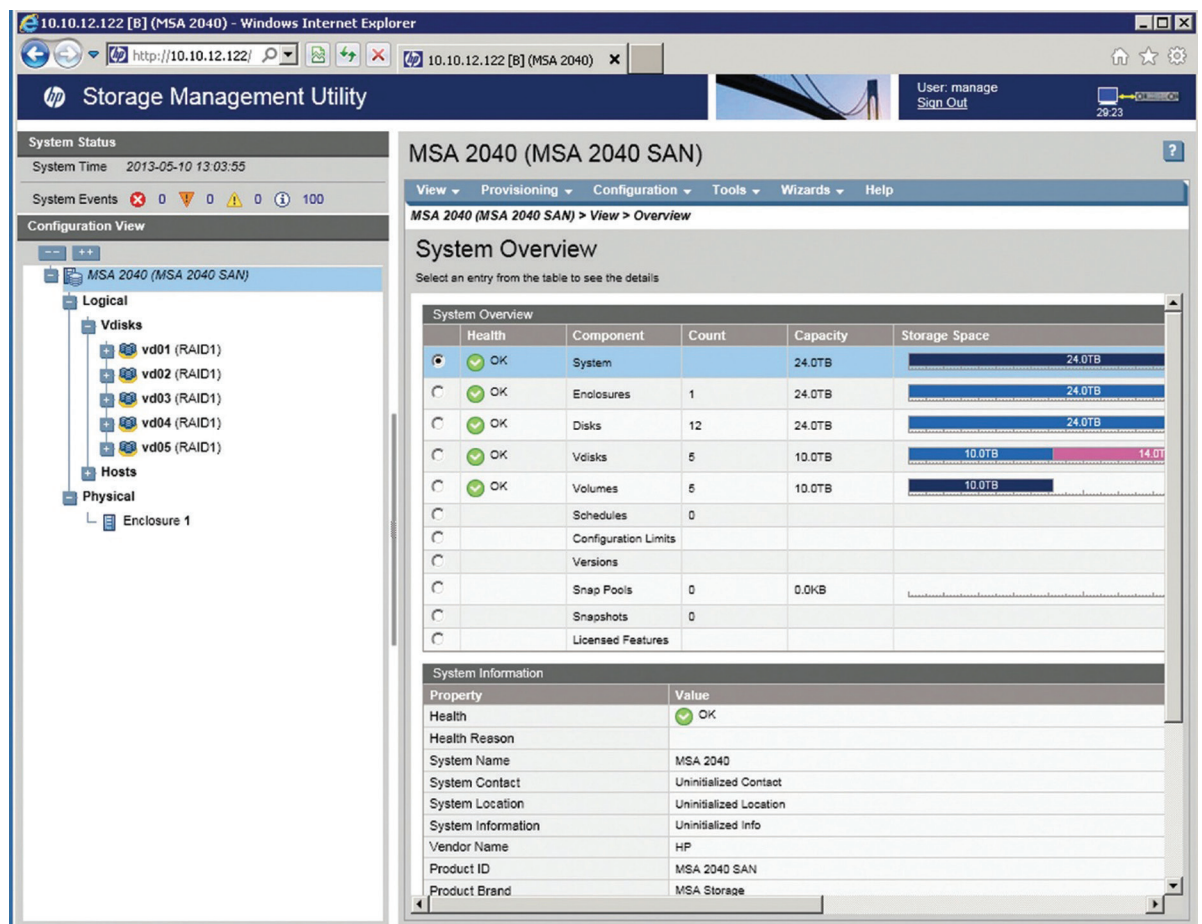 10.10.12.122 [B] (MSA 2040) - Windows Internet Explorer
http://10.10.12.122/
10.10.12.122 [B] (MSA 2040)
hp
Storage Management Utility
User: manage
Sign Out
29:23
System Status
System Time 2013-05-10 13:03:55
System Events 0 0 0 100
Configuration View
-- ++
MSA 2040 (MSA 2040 SAN)
Logical
Vdisks
vd01 (RAID1)
vd02 (RAID1)
vd03 (RAID1)
vd04 (RAID1)
vd05 (RAID1)
Hosts
Physical
Enclosure 1
MSA 2040 (MSA 2040 SAN)
?
View Provisioning Configuration Tools Wizards Help
MSA 2040 (MSA 2040 SAN) > View > Overview
System Overview
Select an entry from the table to see the details
System Overview
Health Component Count Capacity Storage Space
OK System 24.0TB 24.0TB
OK Enclosures 1 24.0TB 24.0TB
OK Disks 12 24.0TB 24.0TB
OK Vdisks 5 10.0TB 10.0TB
OK Volumes 5 10.0TB 10.0TB
Schedules 0
Configuration Limits
Versions
Snap Pools 0 0.0KB
Snapshots 0
Licensed Features
System Information
Property Value
Health OK
Health Reason
System Name MSA 2040
System Contact Uninitialized Contact
System Location Uninitialized Location
System Information Uninitialized Info
Vendor Name HP
Product ID MSA 2040 SAN
Product Brand MSA Storage